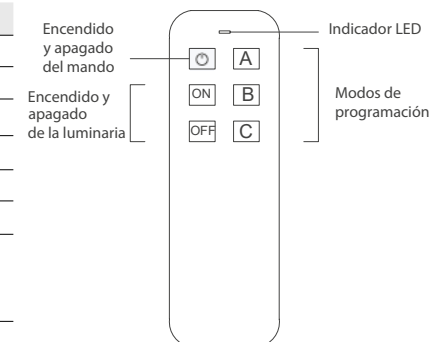 Encendido
y apagado
del mando
Indicador LED
A
Encendido y
apagado
de la luminaria
ON
B
OFF
C
Modos de
programación